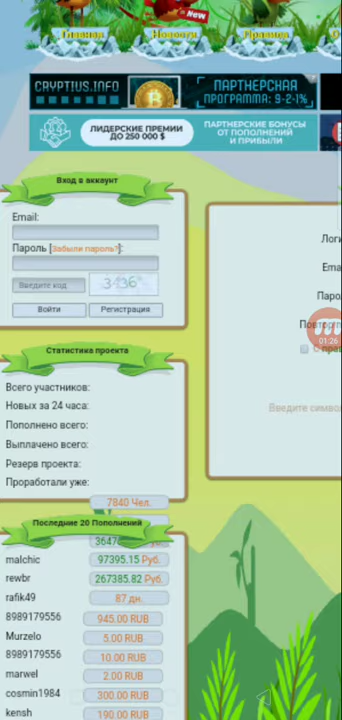 Главная
Новости
New
Правила
О
CRYPTIUS.INFO
ПАРТНЕРСКАЯ
ПРОГРАММА: 9-2-1%
ЛИДЕРСКИЕ ПРЕМИИ
ДО 250 000 $
ПАРТНЕРСКИЕ БОНУСЫ
ОТ ПОПОЛНЕНИЙ
И ПРИБЫЛИ
Вход в аккаунт
Email:
Пароль [Забыли пароль?]:
Введите код
3436
Войти
Регистрация
Логи
Ema
Паро
Повтори
01:26
С прав
Введите символ
Статистика проекта
Всего участников:
Новых за 24 часа:
Пополнено всего:
Выплачено всего:
Резерв проекта:
Проработали уже:
7840 Чел.
Последние 20 Пополнений
malchic
97395.15 Руб.
rewbr
267385.82 Руб.
rafik49
87 дн.
8989179556
945.00 RUB
Murzelo
5.00 RUB
8989179556
10.00 RUB
marwel
2.00 RUB
cosmin1984
300.00 RUB
kensh
190.00 RUB